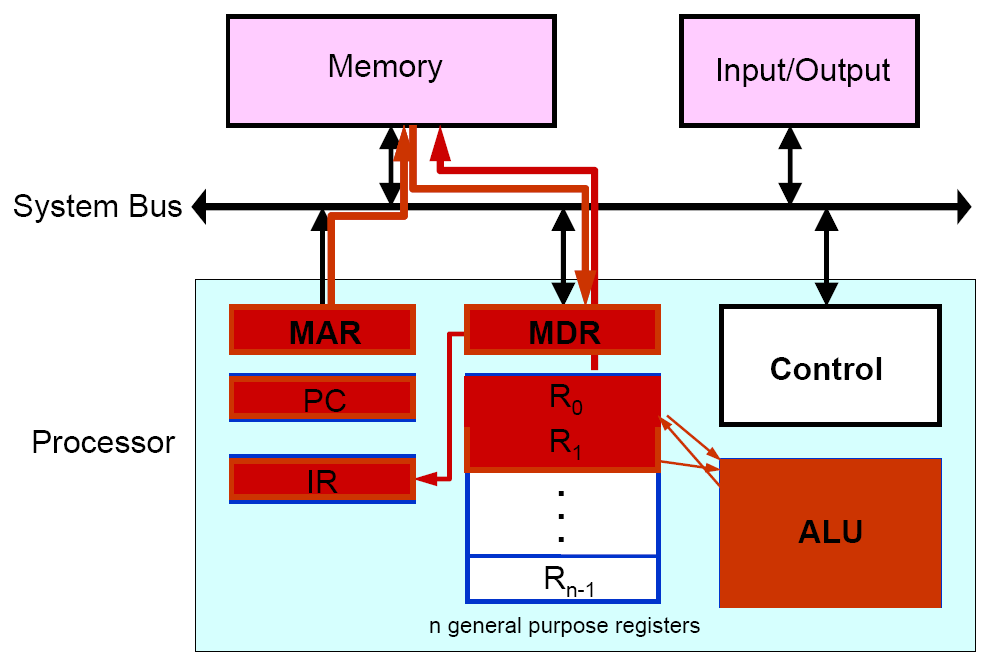 Memory
Input/Output
System Bus
MAR
MDR
Control
PC
R0
Processor
R1
IR
ALU
Rn-1
n general purpose registers